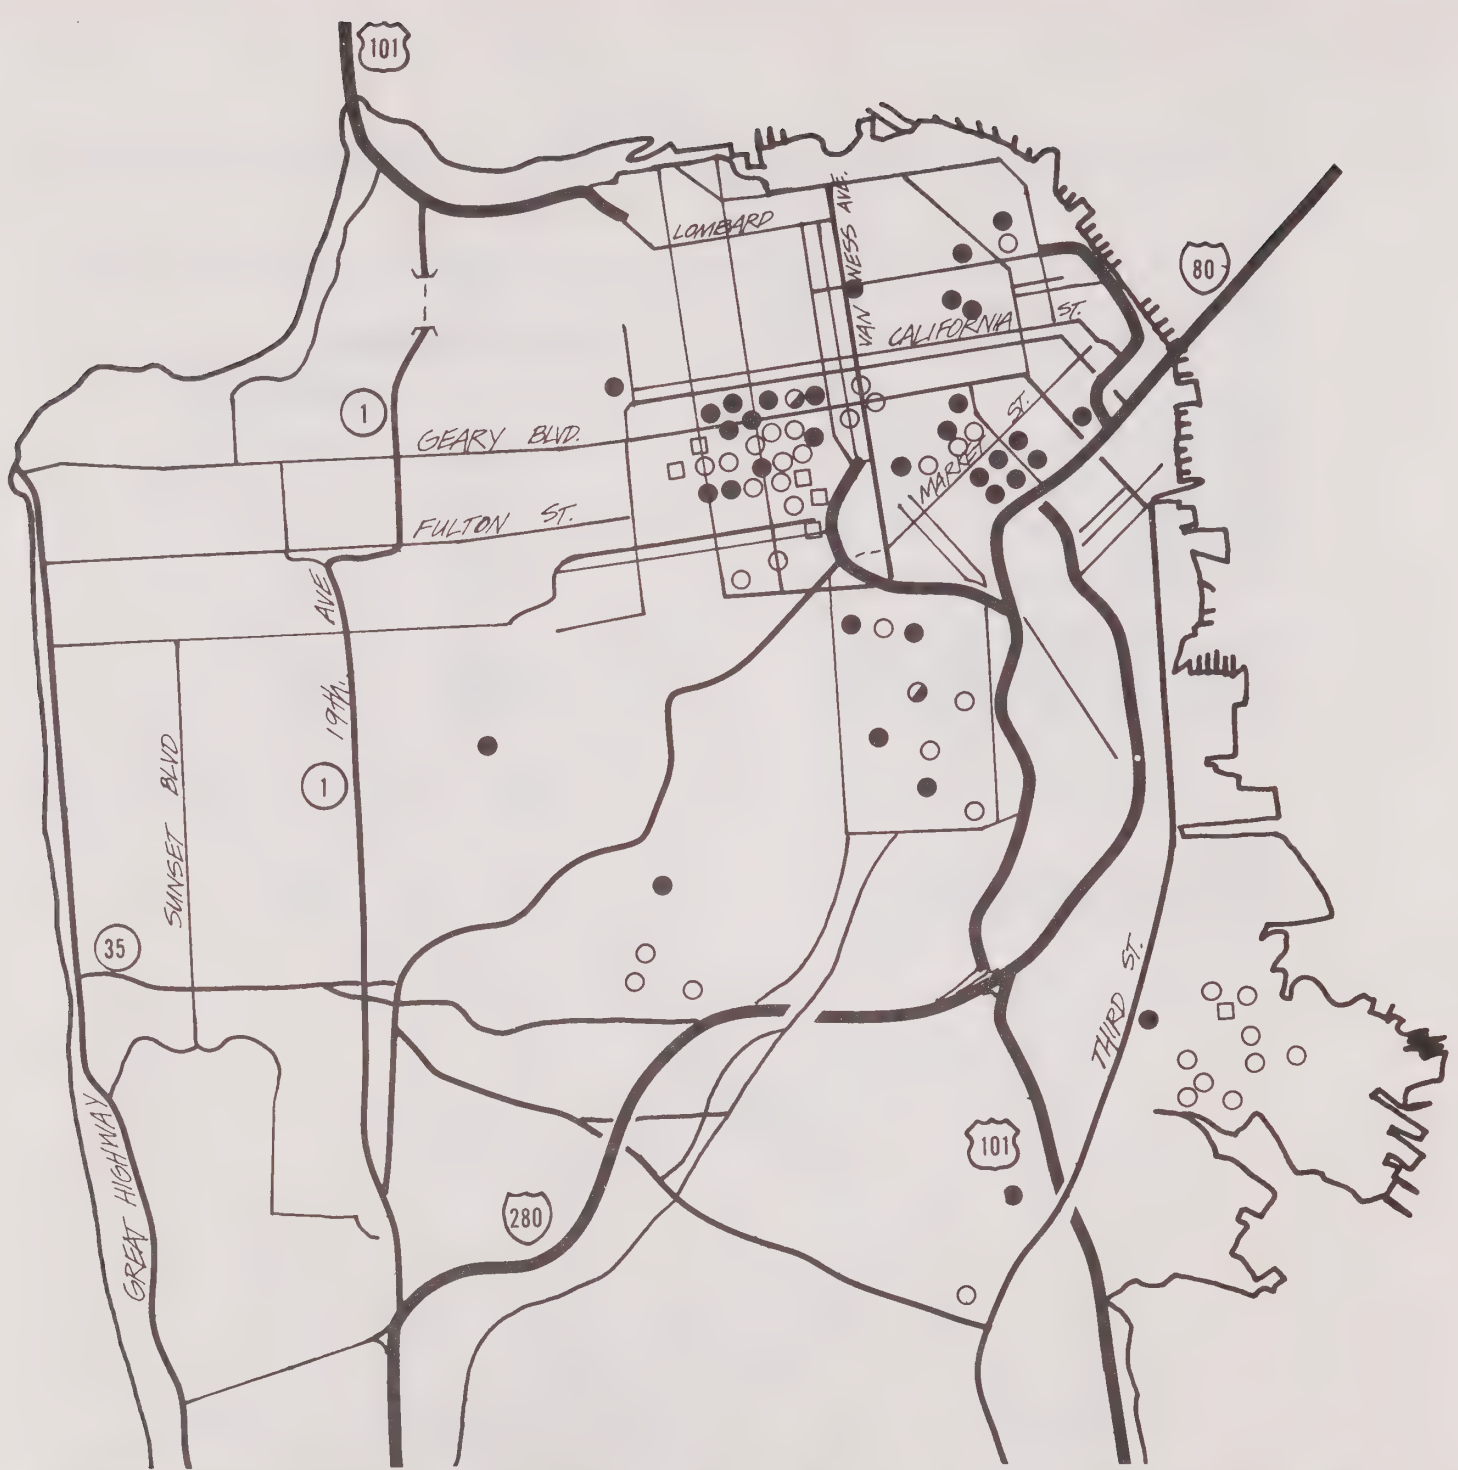 101
80
LOMBARD
VAN NESS AVE.
CALIFORNIA ST.
1
GEARY BLVD.
MARKET ST.
FULTON ST.
19th. AVE
1
SUNSET BLVD
35
THIRD ST.
GREAT HIGHWAY
101
280